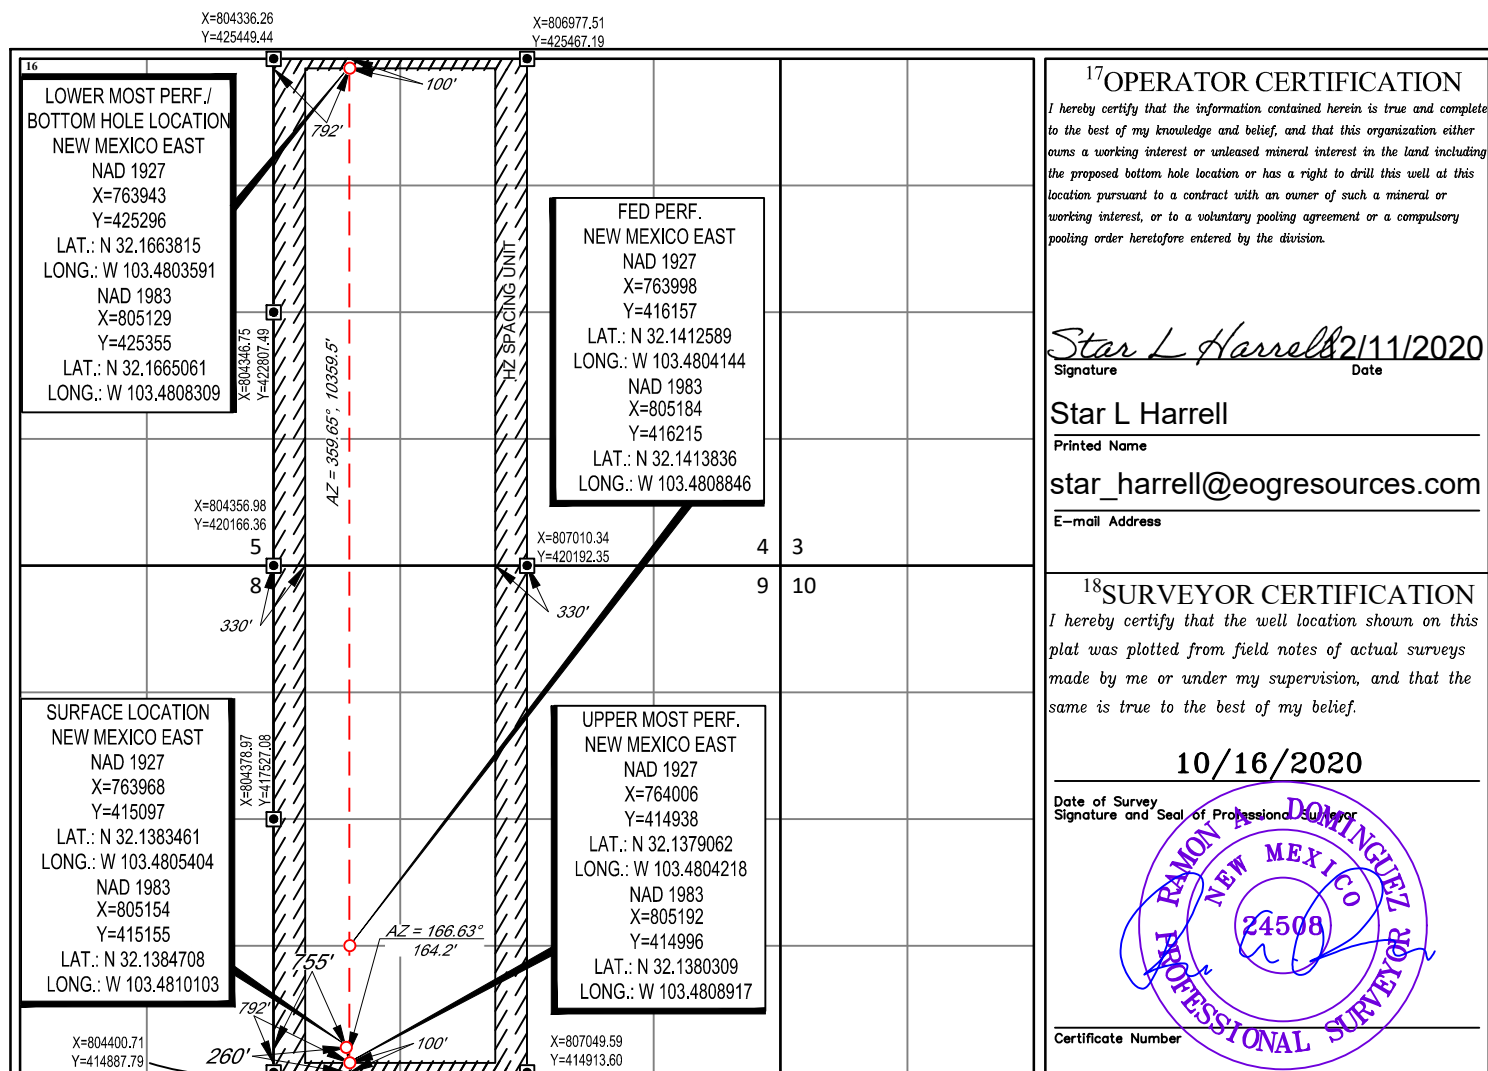 X=804336.26
Y=425449.44
X=806977.51
Y=425467.19
16
LOWER MOST PERF./
BOTTOM HOLE LOCATION
NEW MEXICO EAST
NAD 1927
X=763943
Y=425296
LAT.: N 32.1663815
LONG.: W 103.4803591
NAD 1983
X=805129
Y=425355
LAT.: N 32.1665061
LONG.: W 103.4808309
100'
792'
X=804346.75
Y=422807.49
AZ = 359.65°, 10359.5'
HZ SPACING UNIT
FED PERF.
NEW MEXICO EAST
NAD 1927
X=763998
Y=416157
LAT.: N 32.1412589
LONG.: W 103.4804144
NAD 1983
X=805184
Y=416215
LAT.: N 32.1413836
LONG.: W 103.4808846
X=804356.98
Y=420166.36
X=807010.34
Y=420192.35
5
8
4
3
9
10
330'
330'
SURFACE LOCATION
NEW MEXICO EAST
NAD 1927
X=763968
Y=415097
LAT.: N 32.1383461
LONG.: W 103.4805404
NAD 1983
X=805154
Y=415155
LAT.: N 32.1384708
LONG.: W 103.4810103
X=804378.97
Y=417527.08
UPPER MOST PERF.
NEW MEXICO EAST
NAD 1927
X=764006
Y=414938
LAT.: N 32.1379062
LONG.: W 103.4804218
NAD 1983
X=805192
Y=414996
LAT.: N 32.1380309
LONG.: W 103.4808917
AZ = 166.63°
164.2'
755'
792'
260'
100'
X=804400.71
Y=414887.79
X=807049.59
Y=414913.60
17 OPERATOR CERTIFICATION
I hereby certify that the information contained herein is true and complete
to the best of my knowledge and belief, and that this organization either
owns a working interest or unleased mineral interest in the land including
the proposed bottom hole location or has a right to drill this well at this
location pursuant to a contract with an owner of such a mineral or
working interest, or to a voluntary pooling agreement or a compulsory
pooling order heretofore entered by the division.
Star L Harrell 2/11/2020
Signature Date
Star L Harrell
Printed Name
star_harrell@eogresources.com
E-mail Address
18 SURVEYOR CERTIFICATION
I hereby certify that the well location shown on this
plat was plotted from field notes of actual surveys
made by me or under my supervision, and that the
same is true to the best of my belief.
10/16/2020
Date of Survey
Signature and Seal of Professional Surveyor
RAMON A. DOMINGUEZ
NEW MEXICO
24508
PROFESSIONAL SURVEYOR
Certificate Number